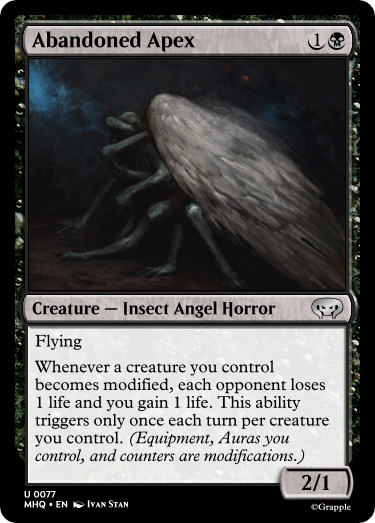 Abandoned Apex
1
Creature — Insect Angel Horror
Flying
Whenever a creature you control
becomes modified, each opponent loses
1 life and you gain 1 life. This ability
triggers only once each turn per creature
you control. (Equipment, Auras you
control, and counters are modifications.)
2/1
U 0077
MHQ • EN Ivan Stan
©Grapple